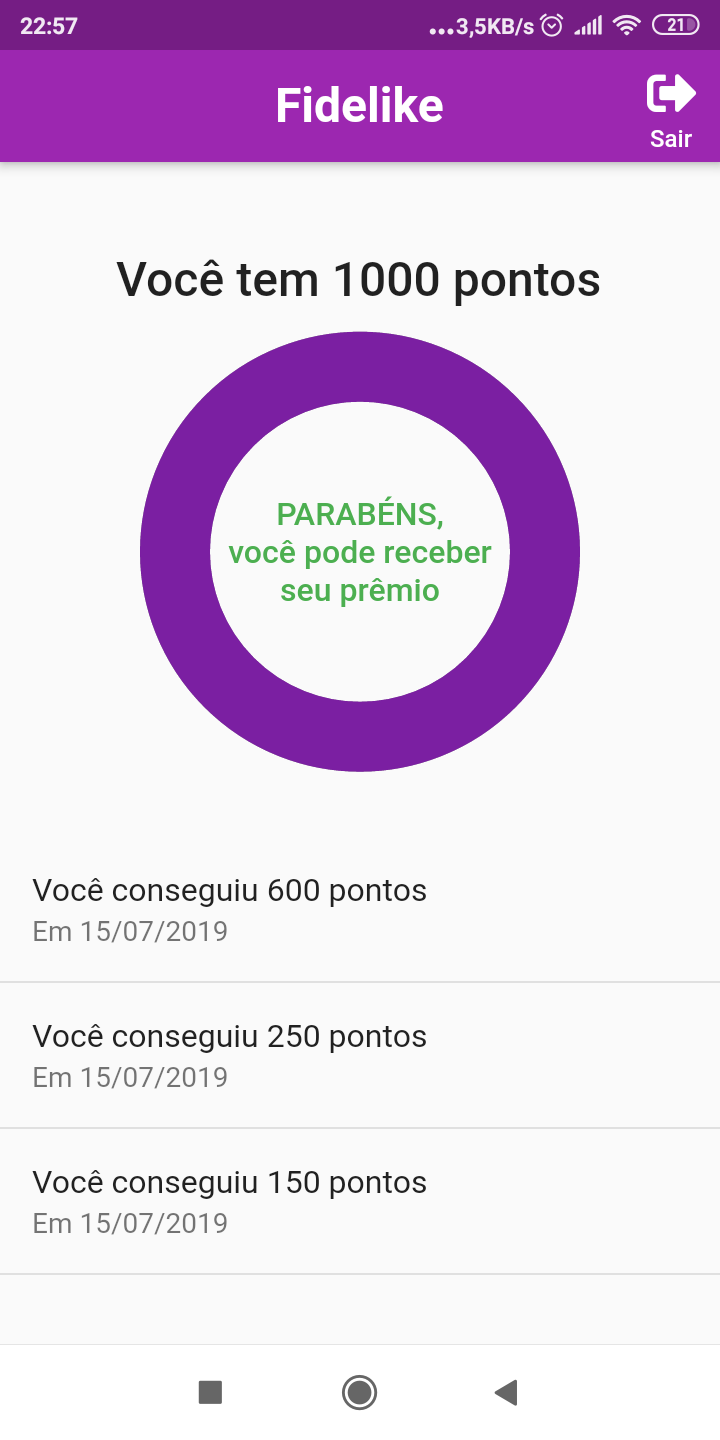 22:57
...3,5KB/s
21
Fidelike
Sair
Você tem 1000 pontos
PARABÉNS,
você pode receber
seu prêmio
Você conseguiu 600 pontos
Em 15/07/2019
Você conseguiu 250 pontos
Em 15/07/2019
Você conseguiu 150 pontos
Em 15/07/2019